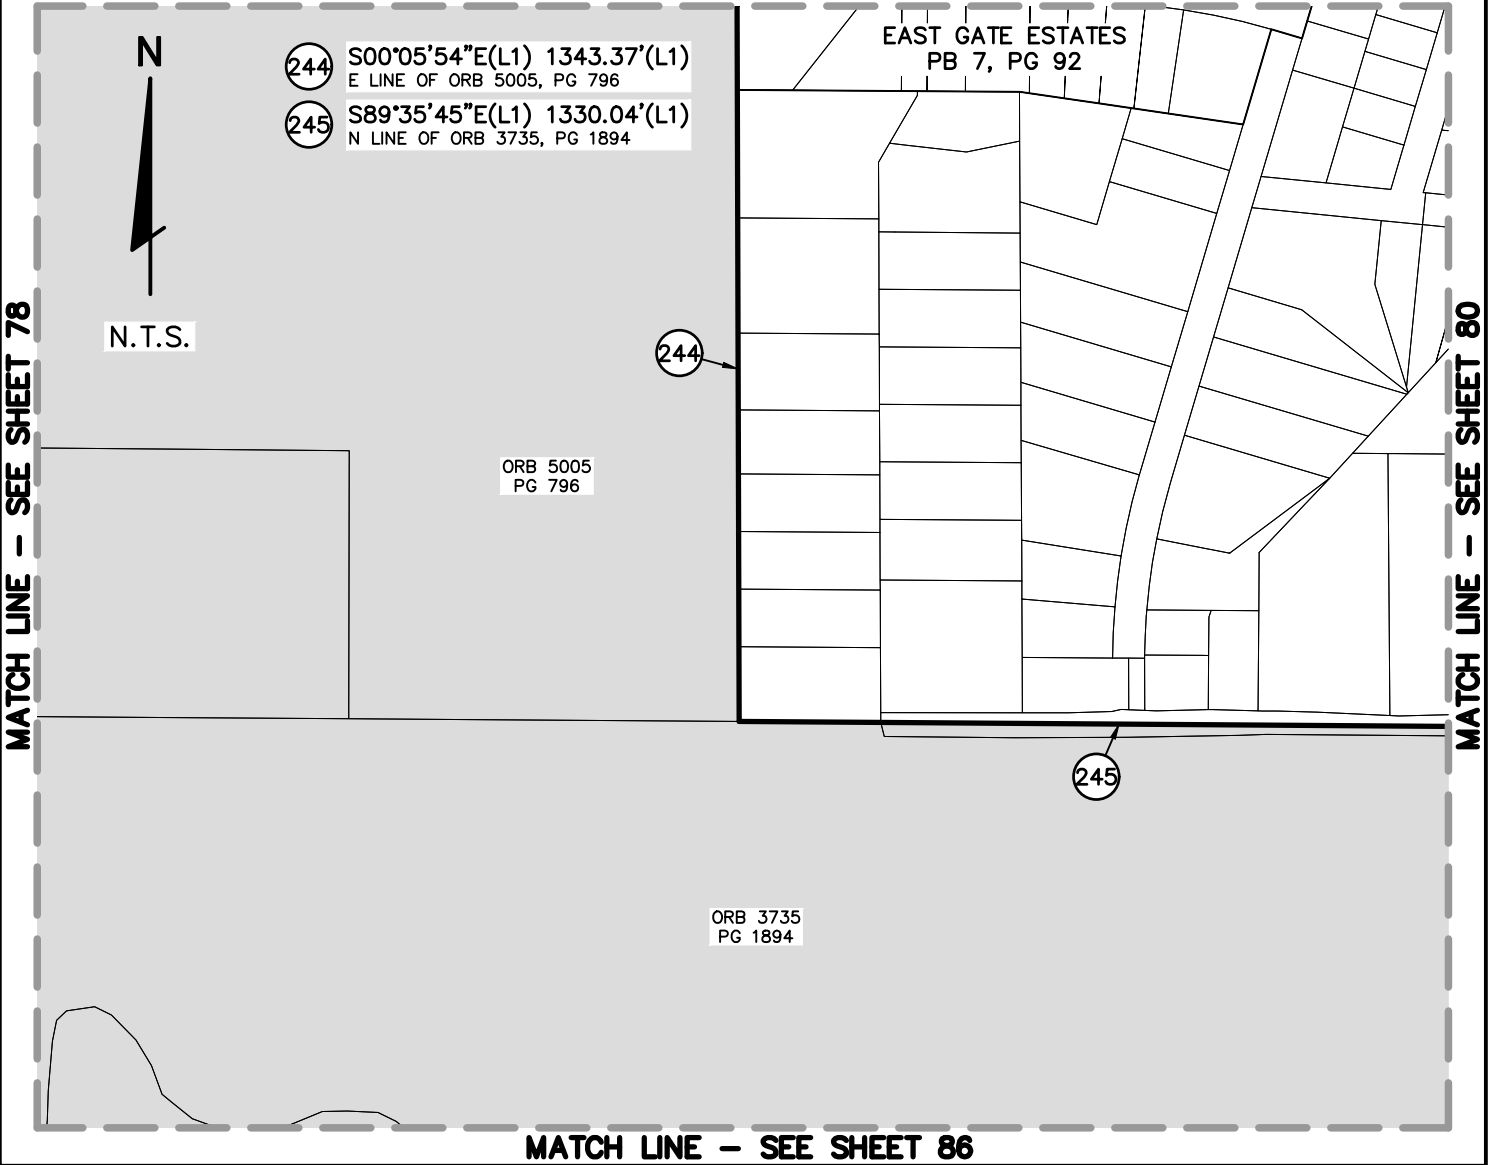 N
N.T.S.
244
S00°05'54"E(L1) 1343.37'(L1)
E LINE OF ORB 5005, PG 796
245
S89°35'45"E(L1) 1330.04'(L1)
N LINE OF ORB 3735, PG 1894
EAST GATE ESTATES
PB 7, PG 92
MATCH LINE - SEE SHEET 78
MATCH LINE - SEE SHEET 80
244
ORB 5005
PG 796
245
ORB 3735
PG 1894
MATCH LINE - SEE SHEET 86